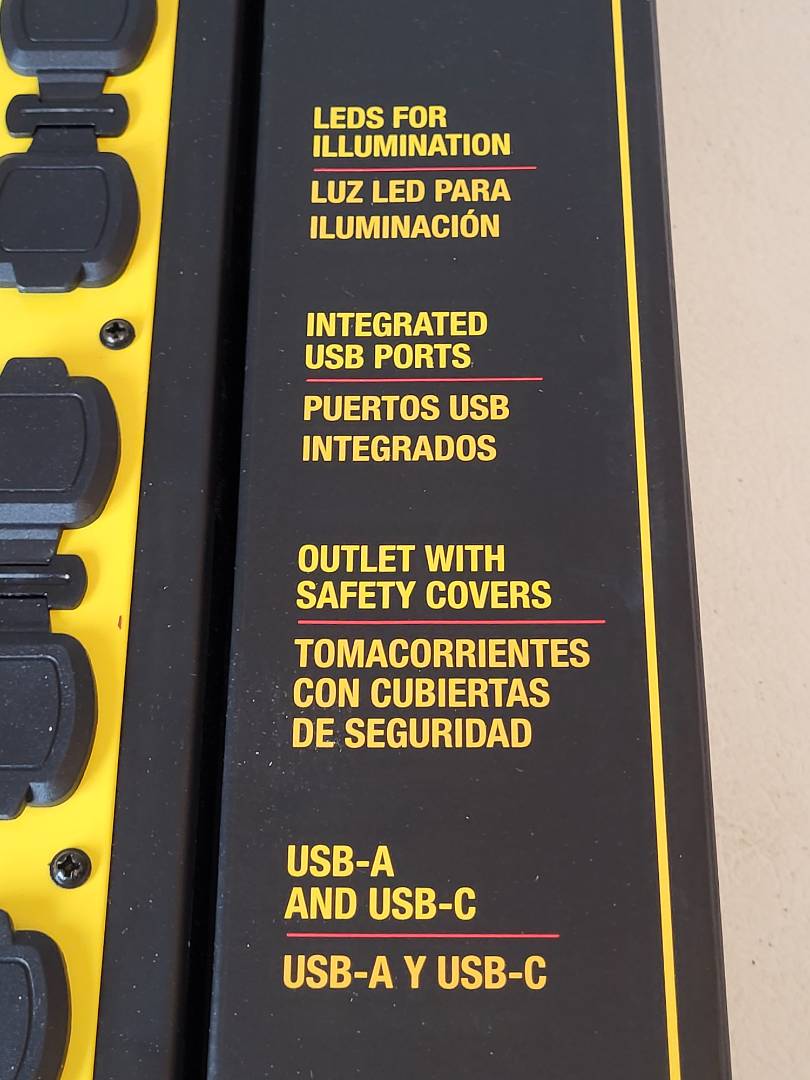 LEDS FOR
ILLUMINATION
LUZ LED PARA
ILUMINACIÓN
INTEGRATED
USB PORTS
PUERTOS USB
INTEGRADOS
OUTLET WITH
SAFETY COVERS
TOMACORRIENTES
CON CUBIERTAS
DE SEGURIDAD
USB-A
AND USB-C
USB-A Y USB-C